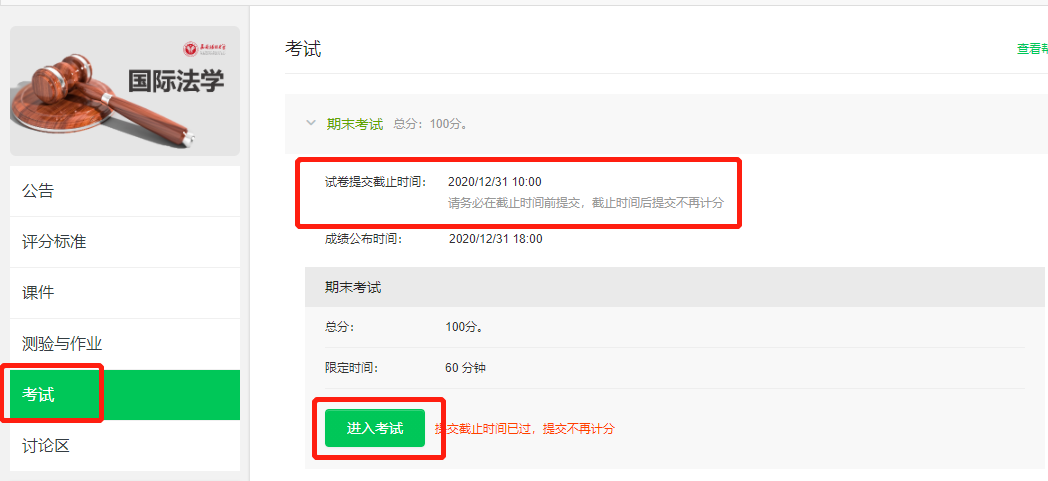 国际法学
公告
评分标准
课件
测验与作业
考试
讨论区
考试
查看帮
期末考试 总分：100分。
试卷提交截止时间： 2020/12/31 10:00
请务必在截止时间前提交，截止时间后提交不再计分
成绩公布时间： 2020/12/31 18:00
期末考试
总分： 100分。
限定时间： 60 分钟
进入考试 提交截止时间已过，提交不再计分